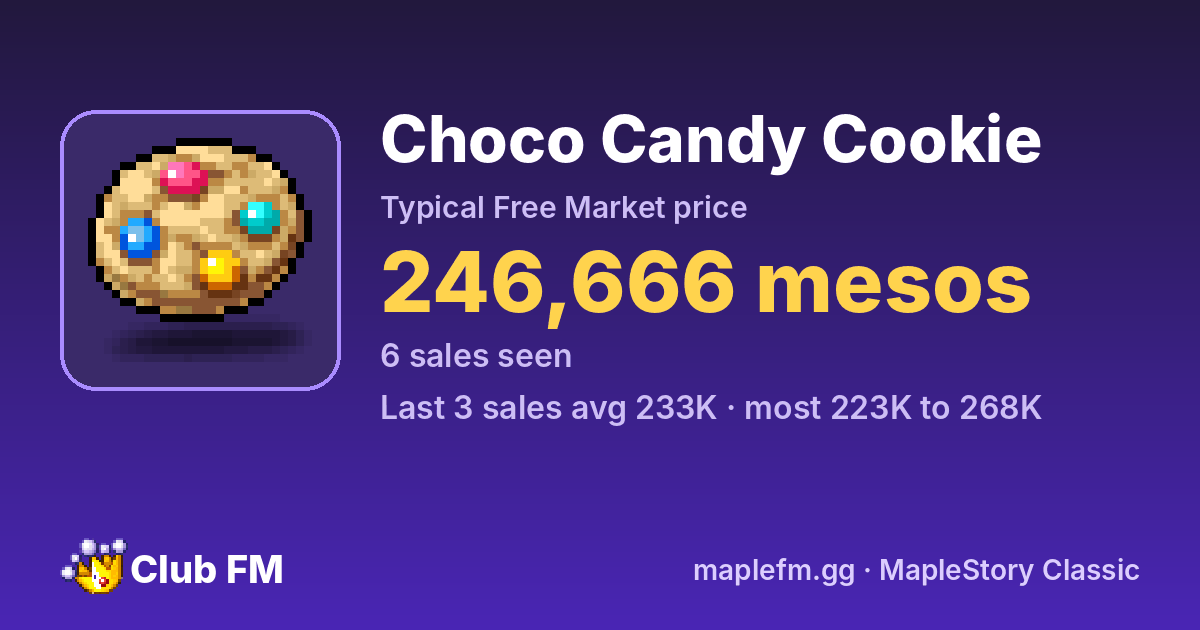 Choco Candy Cookie
Typical Free Market price
246,666 mesos
6 sales seen
Last 3 sales avg 233K · most 223K to 268K
Club FM
maplefm.gg · MapleStory Classic